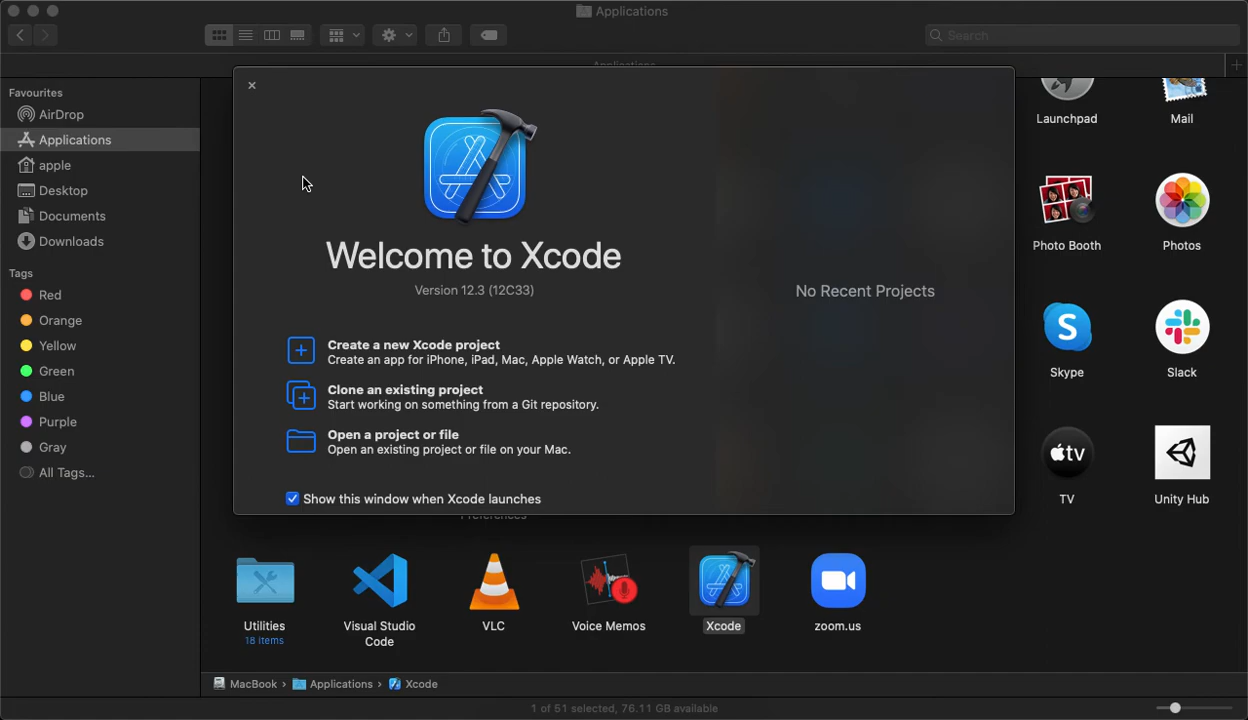 Applications
Search
Applications
Favourites
AirDrop
Applications
apple
Desktop
Documents
Downloads
Tags
Red
Orange
Yellow
Green
Blue
Purple
Gray
All Tags...
Welcome to Xcode
Version 12.3 (12C33)
Create a new Xcode project
Create an app for iPhone, iPad, Mac, Apple Watch, or Apple TV.
Clone an existing project
Start working on something from a Git repository.
Open a project or file
Open an existing project or file on your Mac.
Show this window when Xcode launches
No Recent Projects
Launchpad
Mail
Photo Booth
Photos
Skype
Slack
tv
TV
Unity Hub
Preferences
Utilities
18 items
Visual Studio
Code
VLC
Voice Memos
Xcode
zoom.us
MacBook › Applications › Xcode
1 of 51 selected, 76.11 GB available